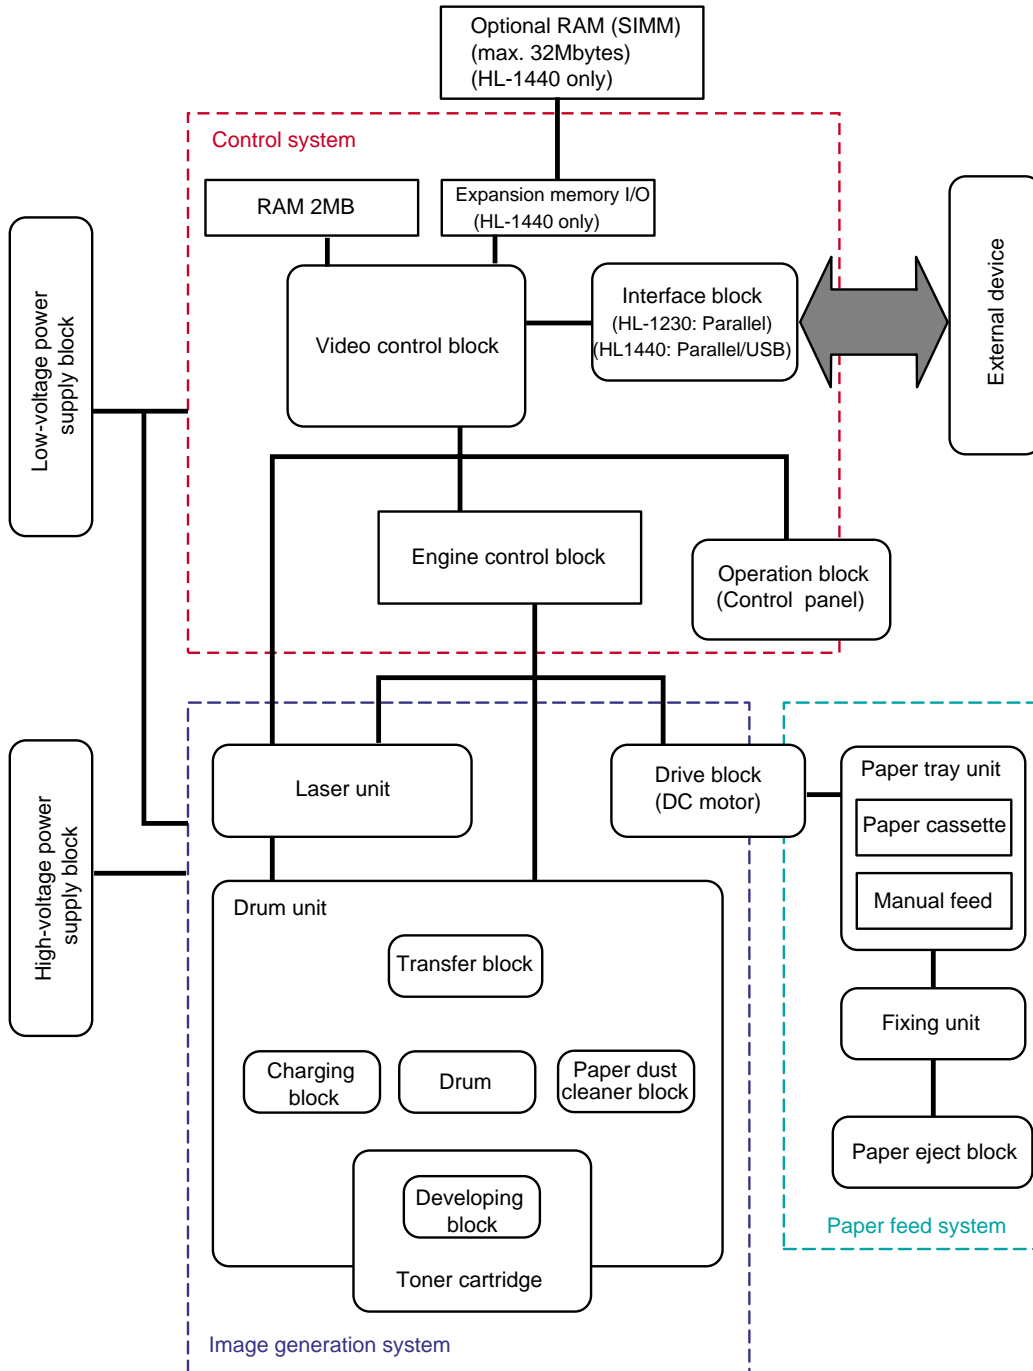 Optional RAM (SIMM)
(max. 32Mbytes)
(HL-1440 only)
Control system
RAM 2MB
Expansion memory I/O
(HL-1440 only)
Low-voltage power
supply block
Video control block
Interface block
(HL-1230: Parallel)
(HL1440: Parallel/USB)
External device
Engine control block
Operation block
(Control panel)
High-voltage power
supply block
Laser unit
Drive block
(DC motor)
Paper tray unit
Paper cassette
Manual feed
Drum unit
Transfer block
Fixing unit
Charging
block
Drum
Paper dust
cleaner block
Paper eject block
Developing
block
Toner cartridge
Paper feed system
Image generation system